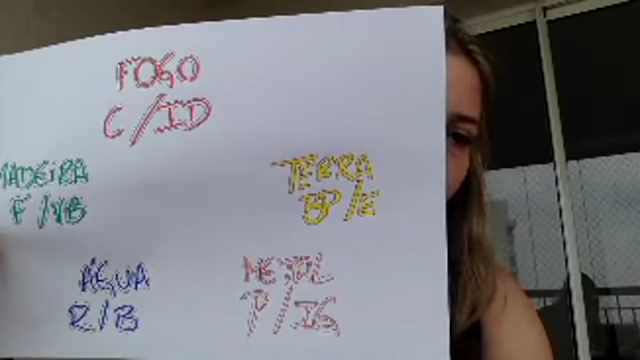 FOGO
C/ID
MADEIRA
F/VB
TERRA
BP/E
ÁGUA
R/B
METAL
P/IG